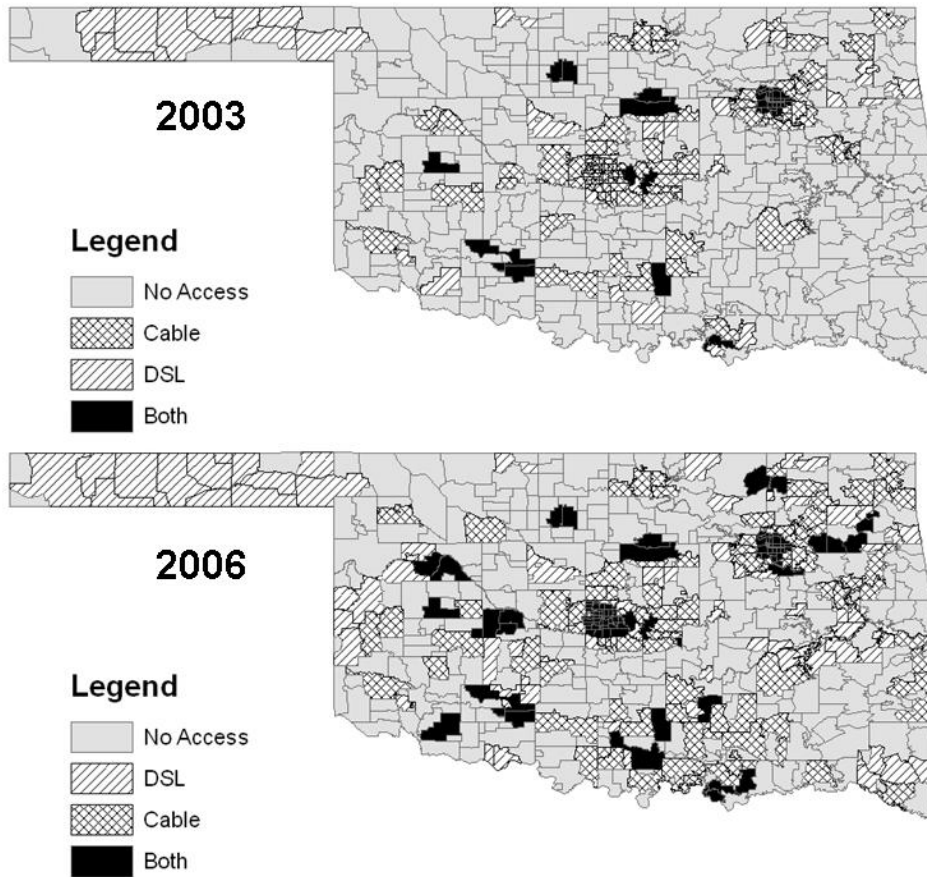 2003
Legend
No Access
Cable
DSL
Both
2006
Legend
No Access
DSL
Cable
Both